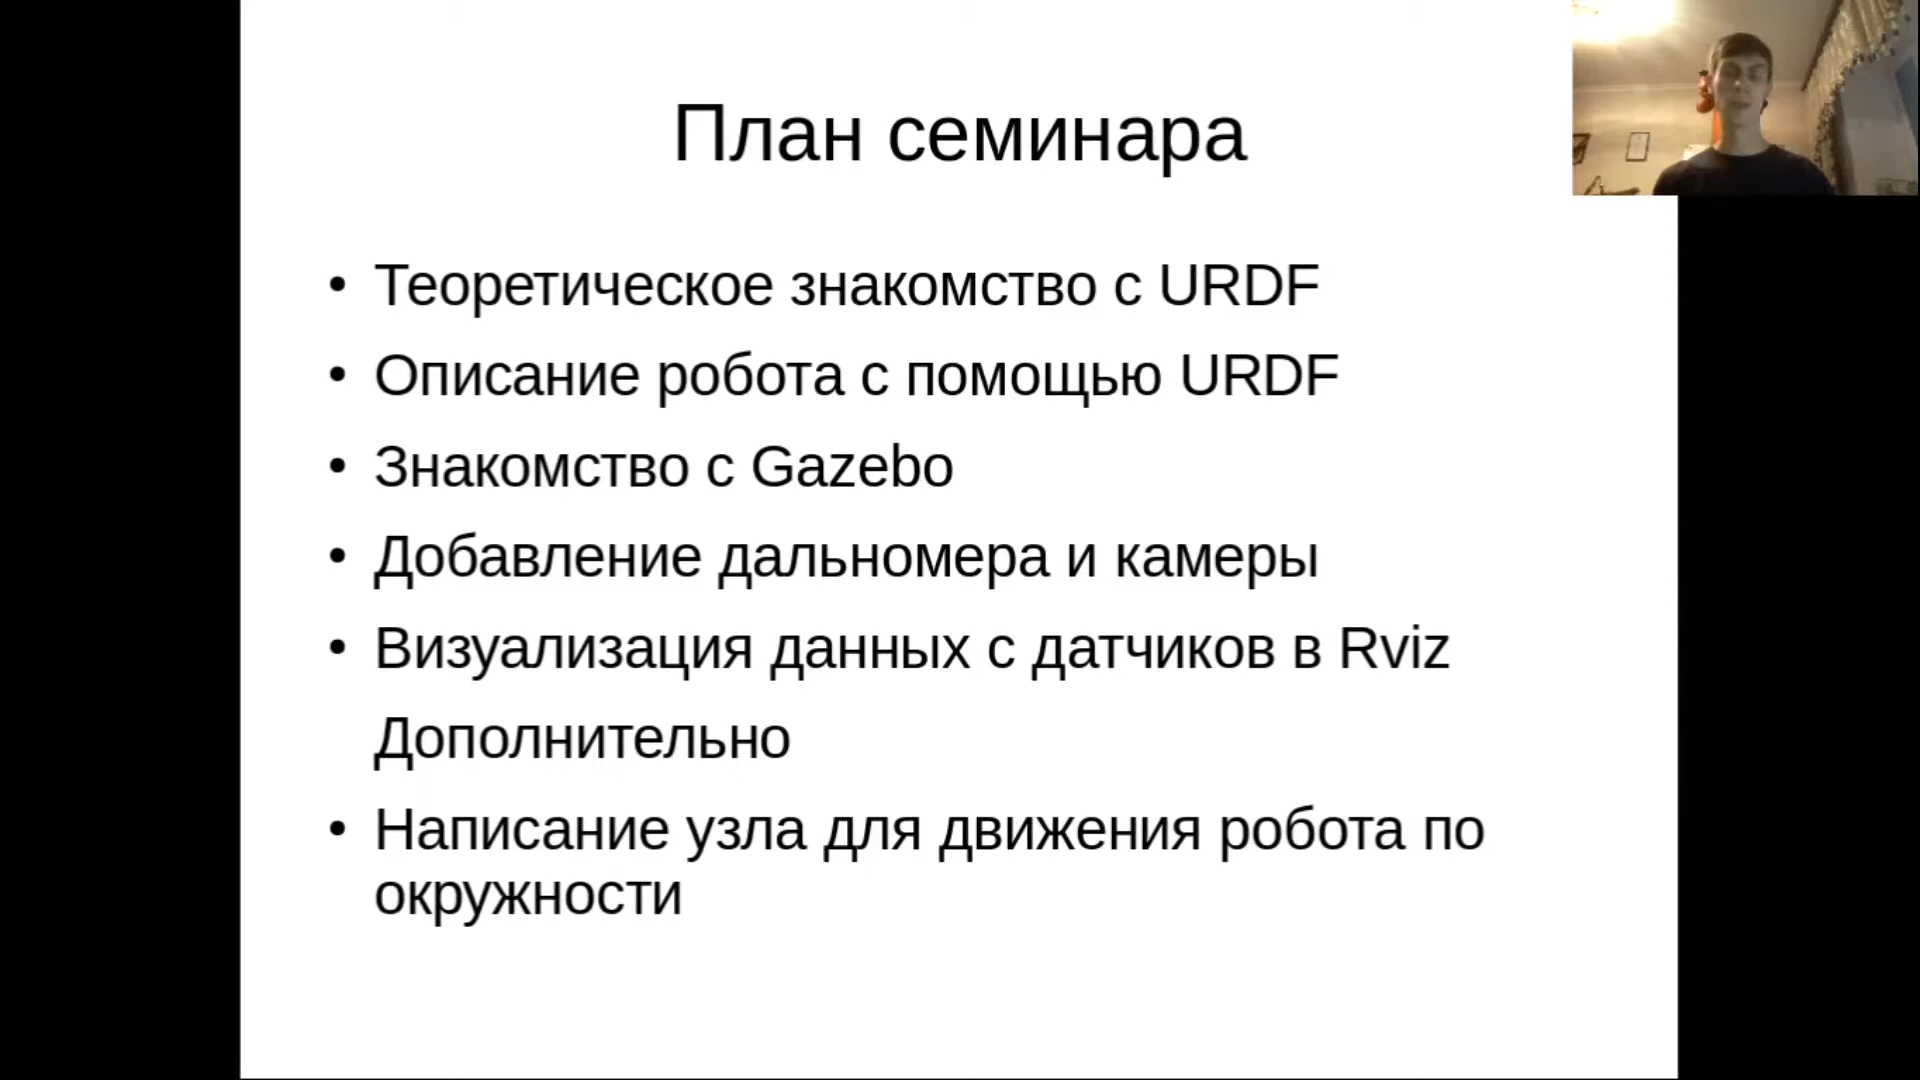 План семинара
• Теоретическое знакомство с URDF
• Описание робота с помощью URDF
• Знакомство с Gazebo
• Добавление дальномера и камеры
• Визуализация данных с датчиков в Rviz
Дополнительно
• Написание узла для движения робота по
окружности